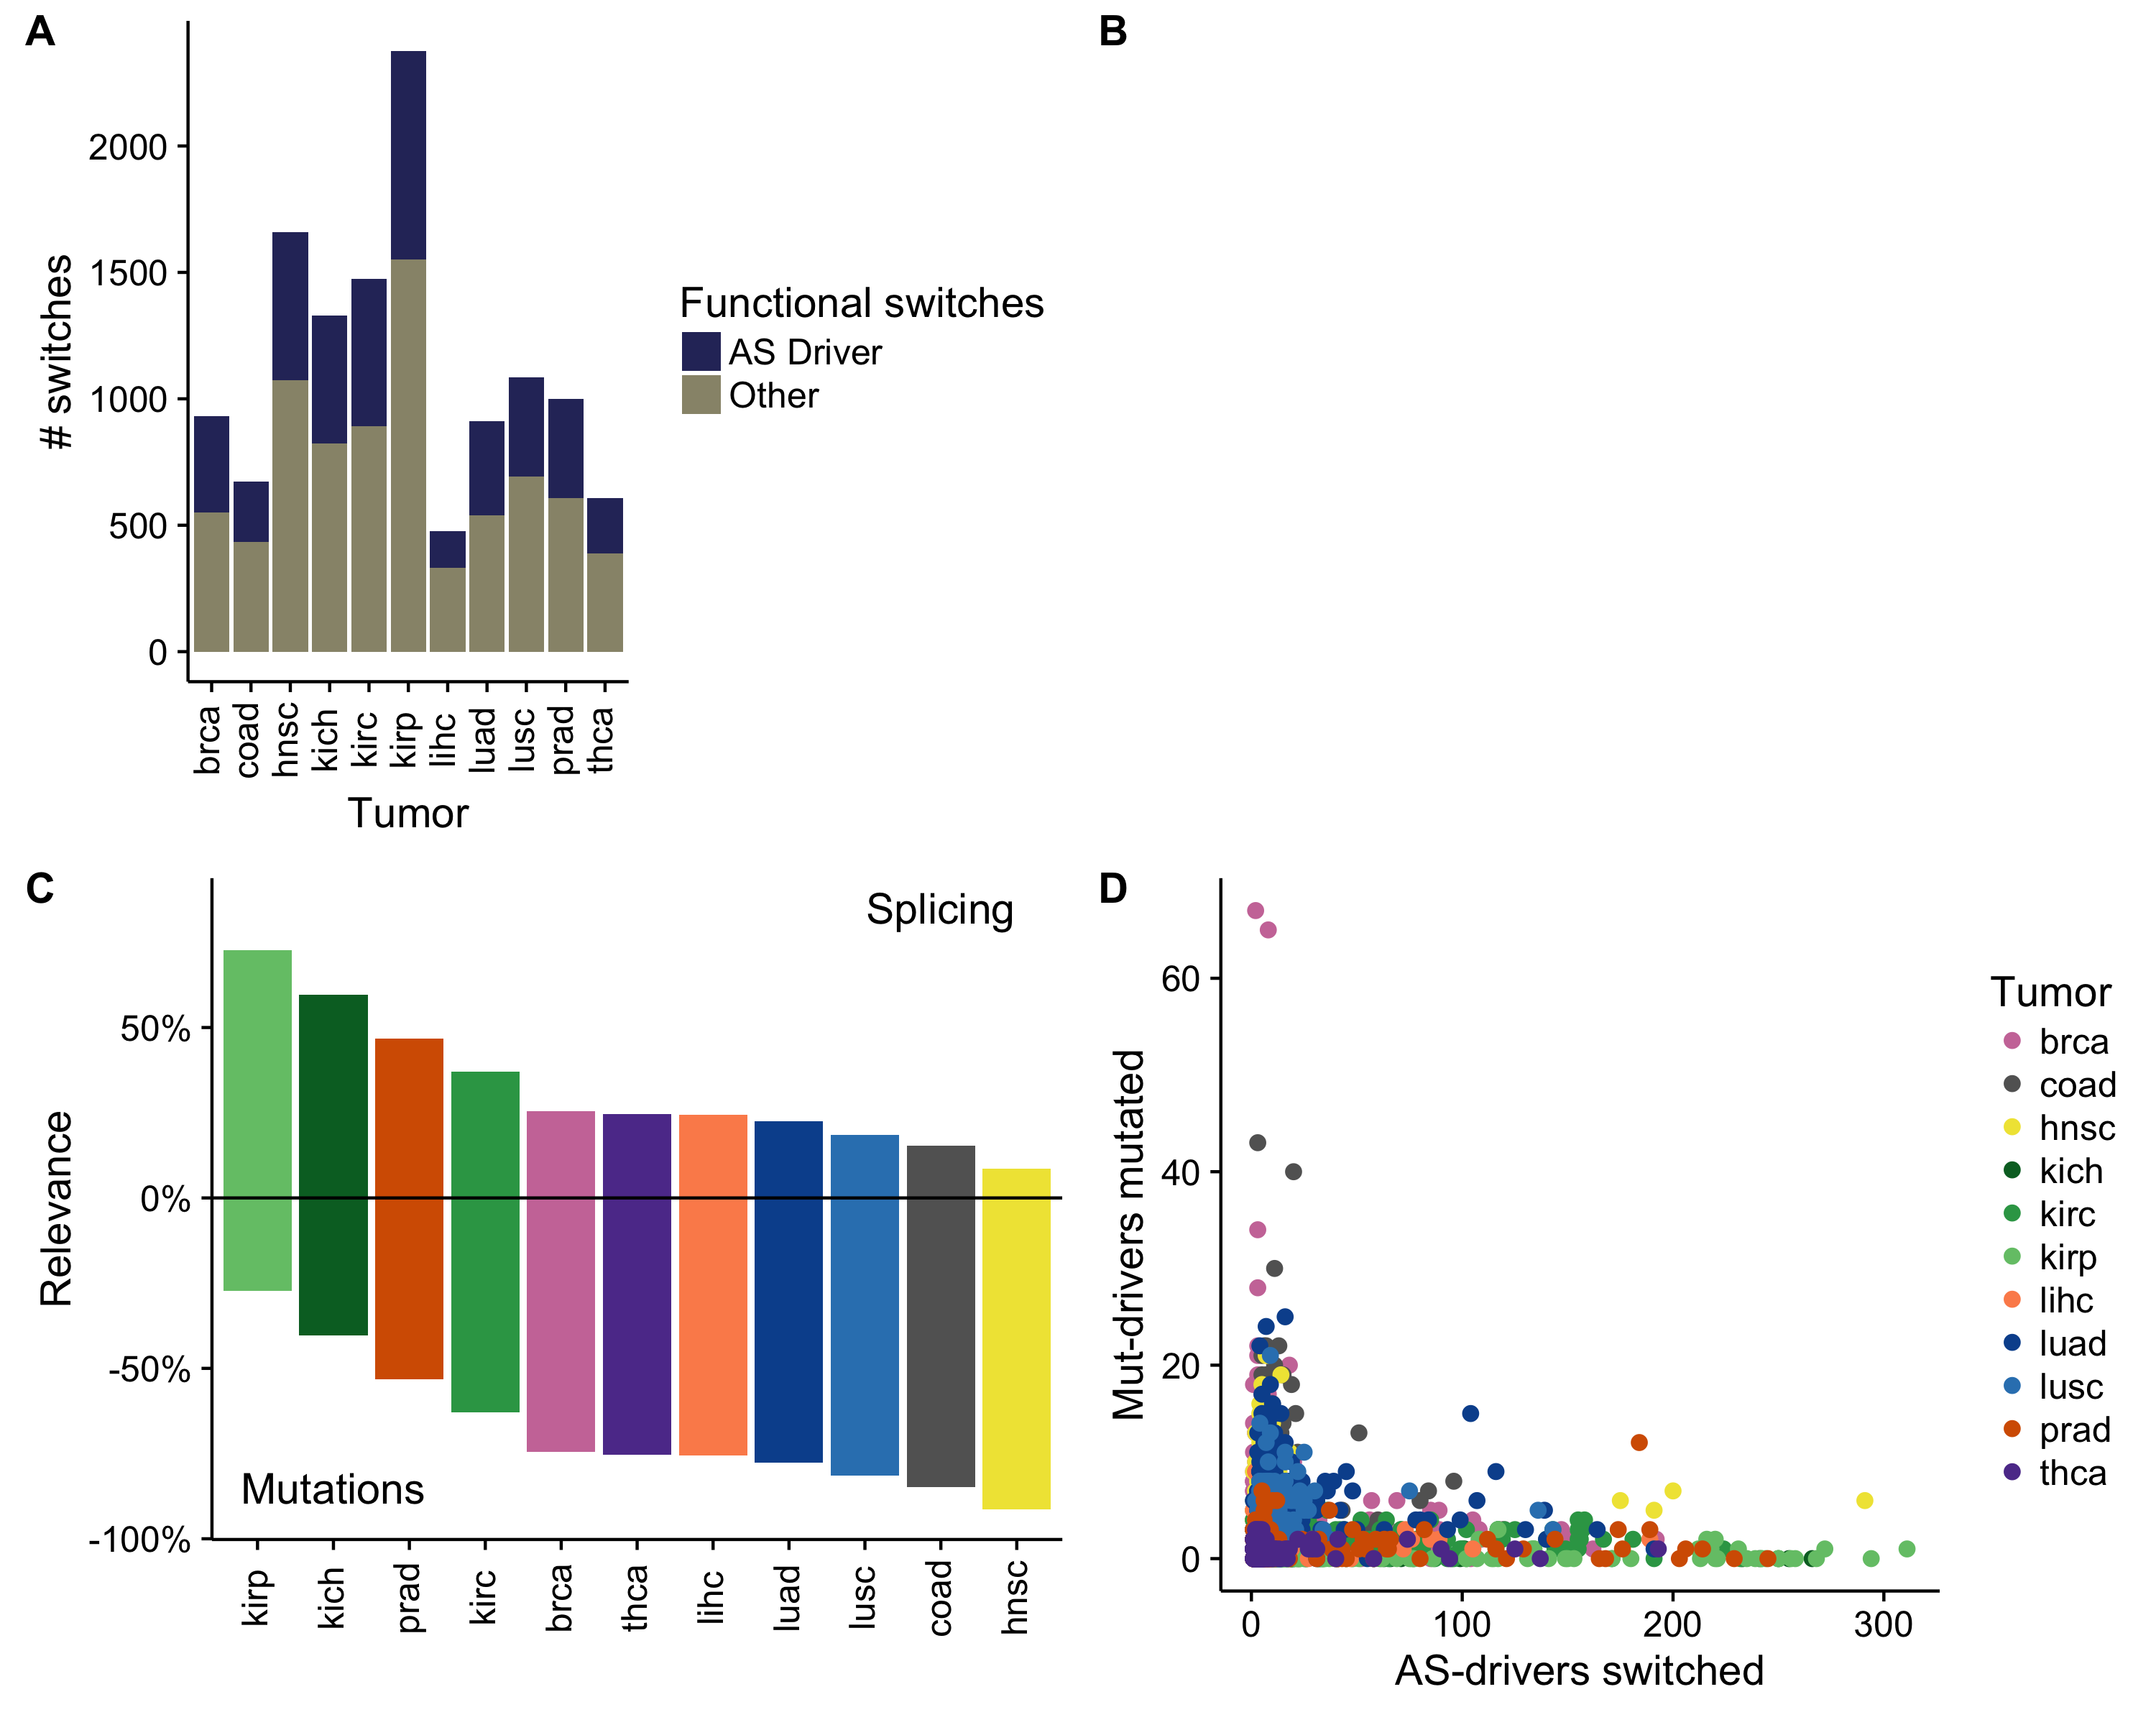 A
# switches
2000
1500
1000
500
0
brca
coad
hnsc
kich
kirc
kirp
lihc
luad
lusc
prad
thca
Tumor
Functional switches
AS Driver
Other
B
C
Relevance
50%
0%
-50%
-100%
Splicing
Mutations
kirp
kich
prad
kirc
brca
thca
lihc
luad
lusc
coad
hnsc
D
Mut-drivers mutated
60
40
20
0
0
100
200
300
AS-drivers switched
Tumor
brca
coad
hnsc
kich
kirc
kirp
lihc
luad
lusc
prad
thca